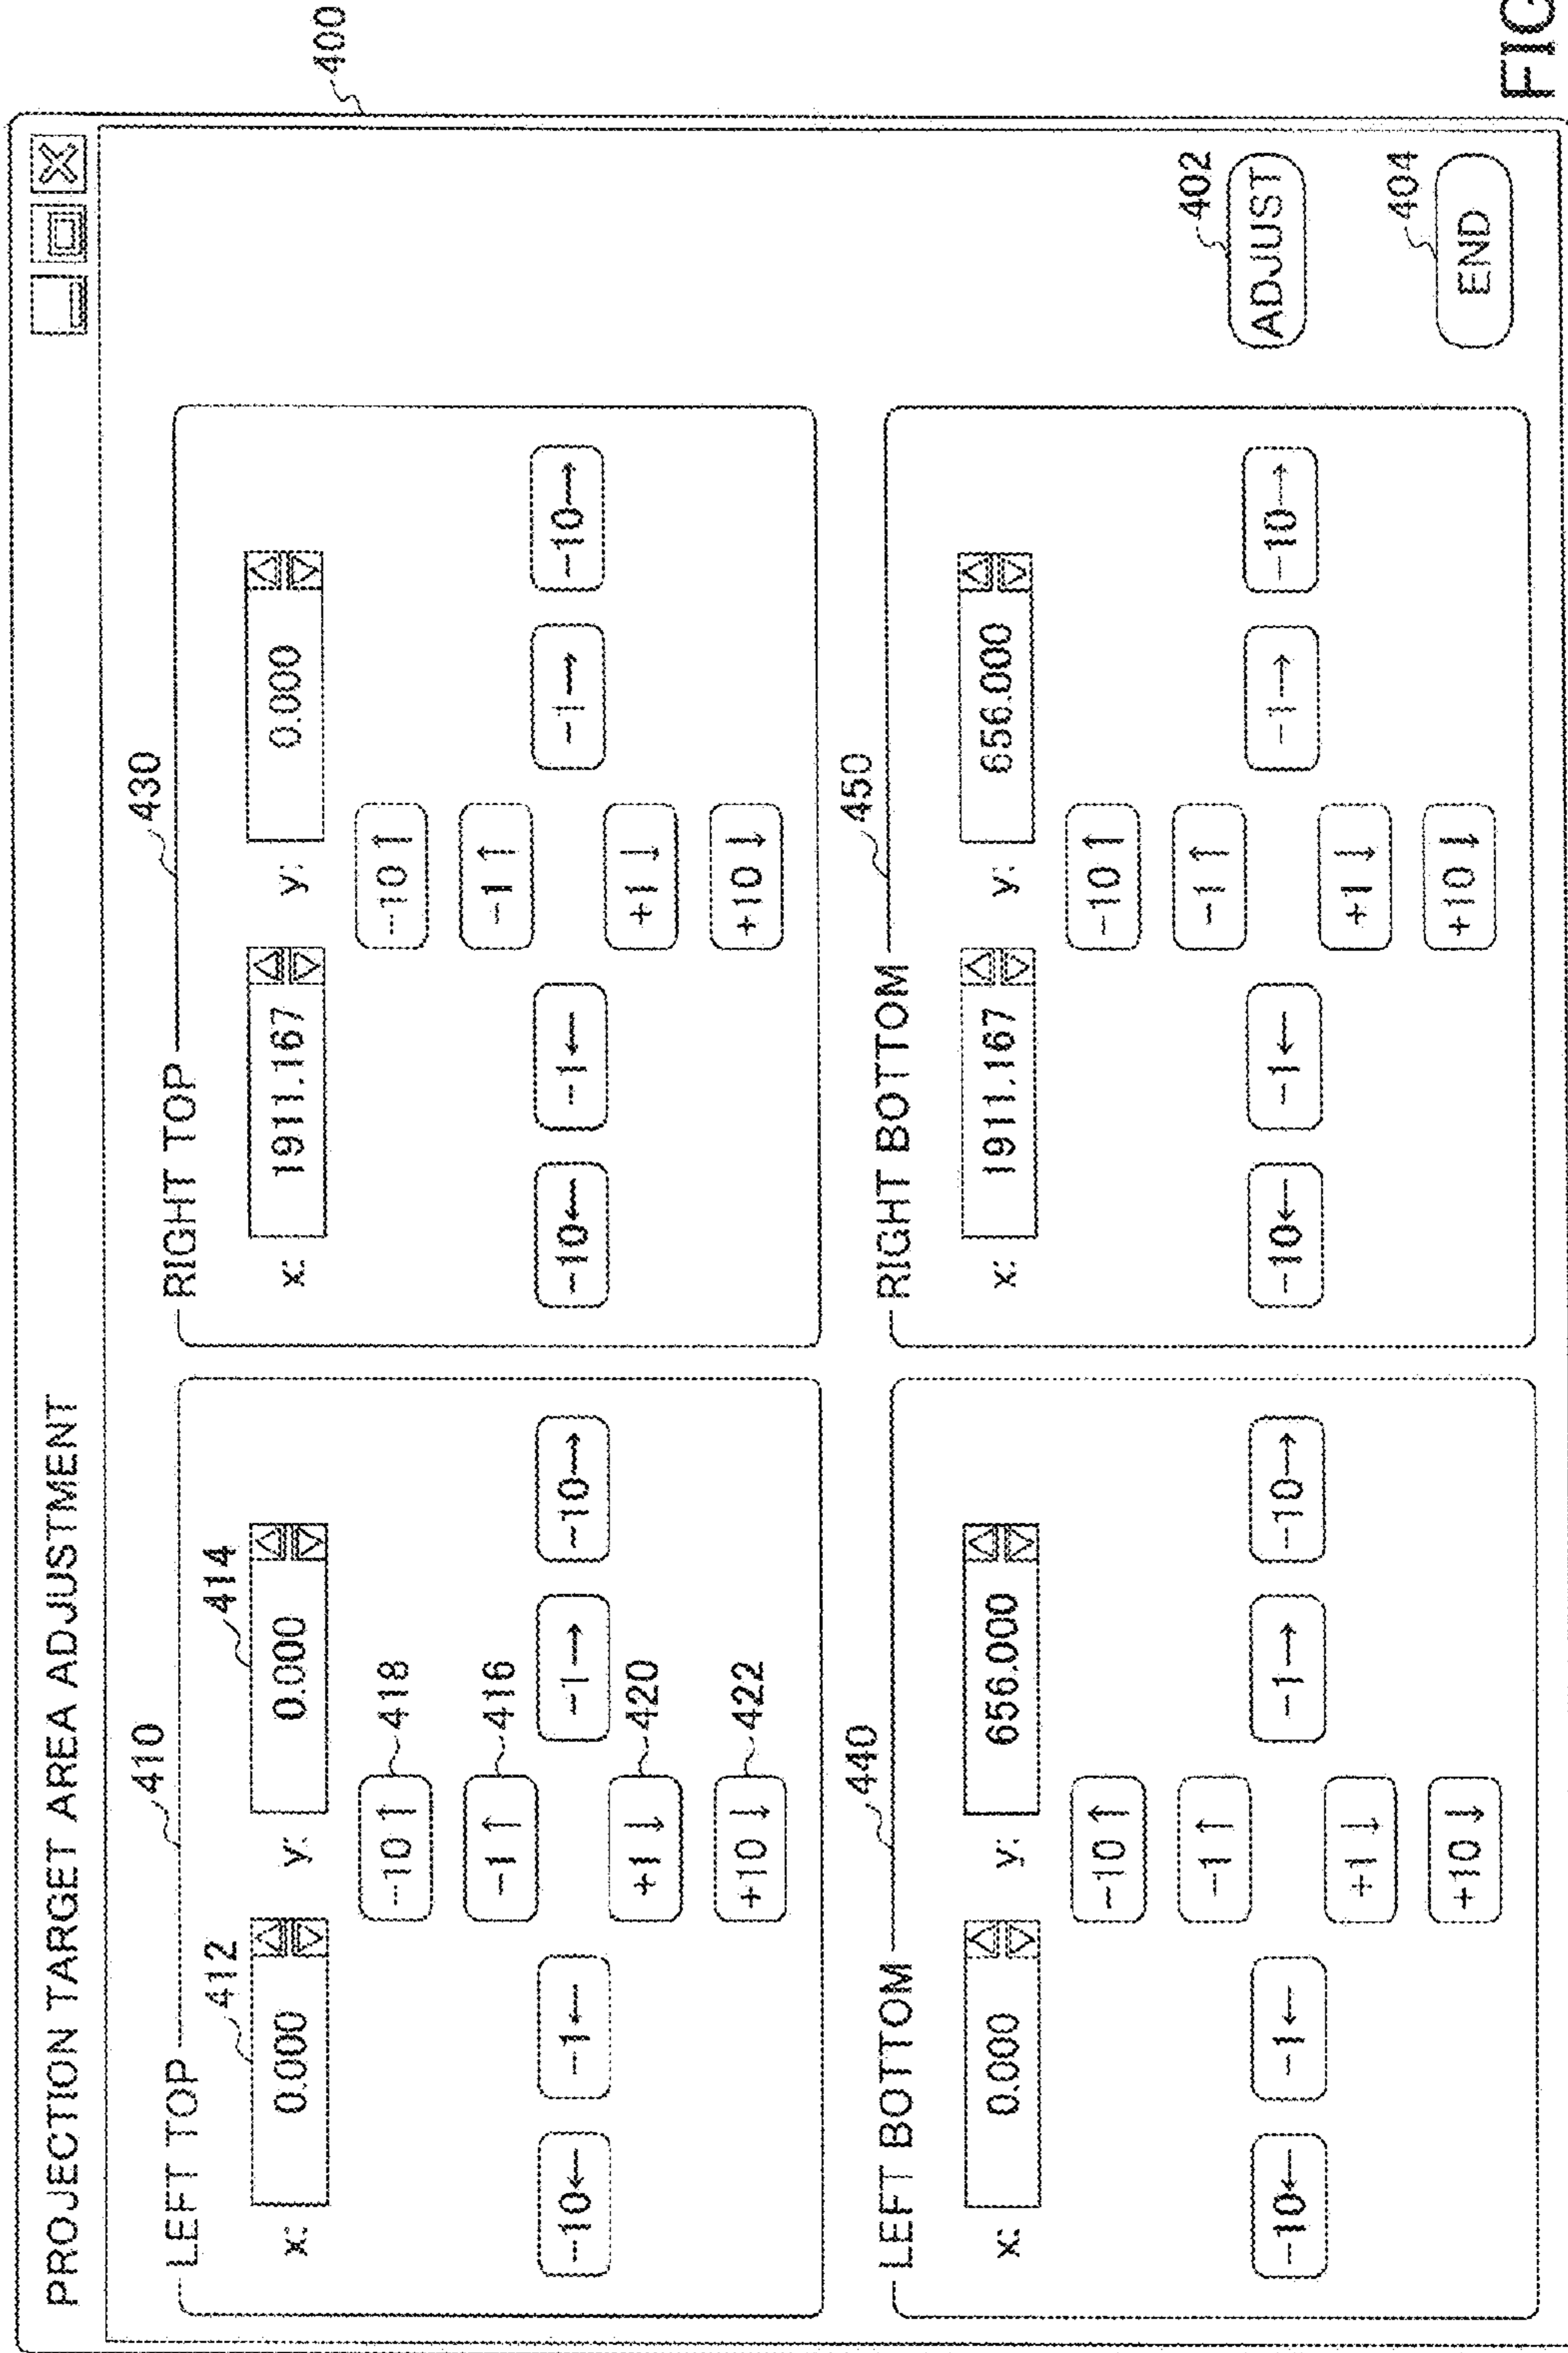 400
PROJECTION TARGET AREA ADJUSTMENT
410
LEFT TOP
412
414
x: 0.000 y: 0.000
-10↑ 418
-1↑ 416
-10← -1← -1→ -10→
+1↓ 420
+10↓ 422
430
RIGHT TOP
x: 1911.167 y: 0.000
-10↑
-1↑
-10← -1← -1→ -10→
+1↓
+10↓
440
LEFT BOTTOM
x: 0.000 y: 656.000
-10↑
-1↑
-10← -1← -1→ -10→
+1↓
+10↓
450
RIGHT BOTTOM
x: 1911.167 y: 656.000
-10↑
-1↑
-10← -1← -1→ -10→
+1↓
+10↓
402
ADJUST
404
END